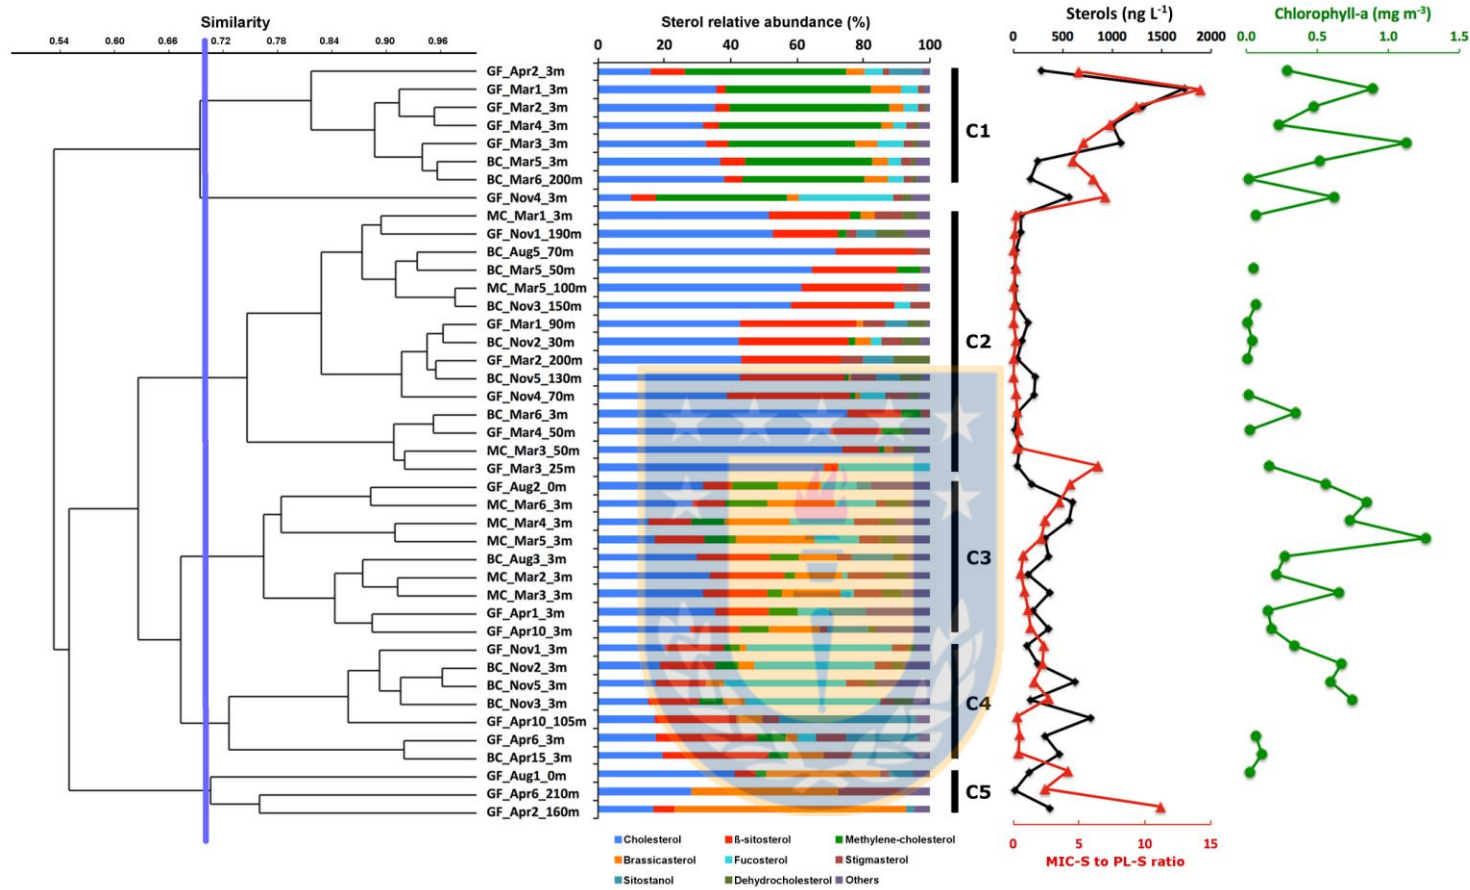 Similarity
Sterol relative abundance (%)
Sterols (ng L-1)
Chlorophyll-a (mg m-3)
0.54 0.60 0.66 0.72 0.78 0.84 0.90 0.96
0 20 40 60 80 100
0 500 1000 1500 2000
0.0 0.5 1.0 1.5
GF_Apr2_3m
GF_Mar1_3m
GF_Mar2_3m
GF_Mar4_3m
C1
GF_Mar3_3m
BC_Mar5_3m
BC_Mar6_200m
GF_Nov4_3m
MC_Mar1_3m
GF_Nov1_190m
BC_Aug5_70m
BC_Mar5_50m
MC_Mar5_100m
BC_Nov3_150m
GF_Mar1_90m
BC_Nov2_30m
C2
GF_Mar2_200m
BC_Nov5_130m
GF_Nov4_70m
BC_Mar6_3m
GF_Mar4_50m
MC_Mar3_50m
GF_Mar3_25m
GF_Aug2_0m
MC_Mar6_3m
MC_Mar4_3m
MC_Mar5_3m
BC_Aug3_3m
C3
MC_Mar2_3m
MC_Mar3_3m
GF_Apr1_3m
GF_Apr10_3m
GF_Nov1_3m
BC_Nov2_3m
BC_Nov5_3m
BC_Nov3_3m
C4
GF_Apr10_105m
GF_Apr6_3m
BC_Apr15_3m
GF_Aug1_0m
GF_Apr6_210m
C5
GF_Apr2_160m
Cholesterol ß-sitosterol Methylene-cholesterol
Brassicasterol Fucosterol Stigmasterol
Sitostanol Dehydrocholesterol Others
0 5 10 15
MIC-S to PL-S ratio